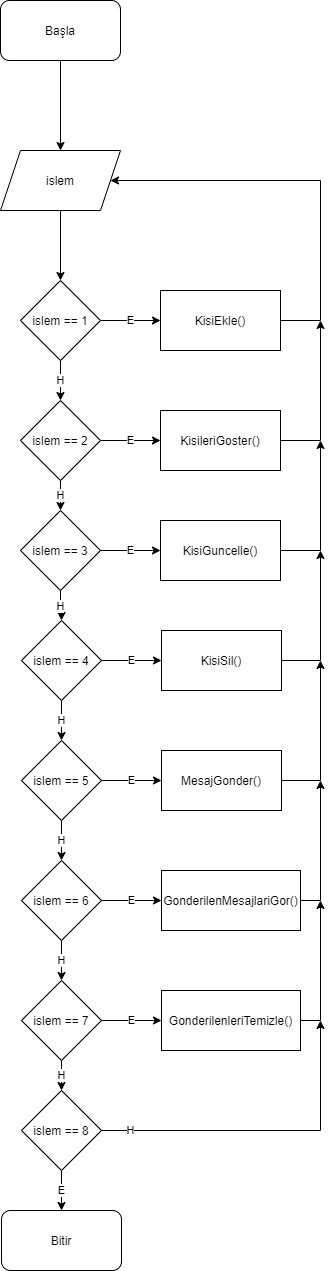 Başla
islem
islem == 1
E
KisiEkle()
H
islem == 2
E
KisileriGoster()
H
islem == 3
E
KisiGuncelle()
H
islem == 4
E
KisiSil()
H
islem == 5
E
MesajGonder()
H
islem == 6
E
GonderilenMesajlariGor()
H
islem == 7
E
GonderilenleriTemizle()
H
islem == 8
H
E
Bitir